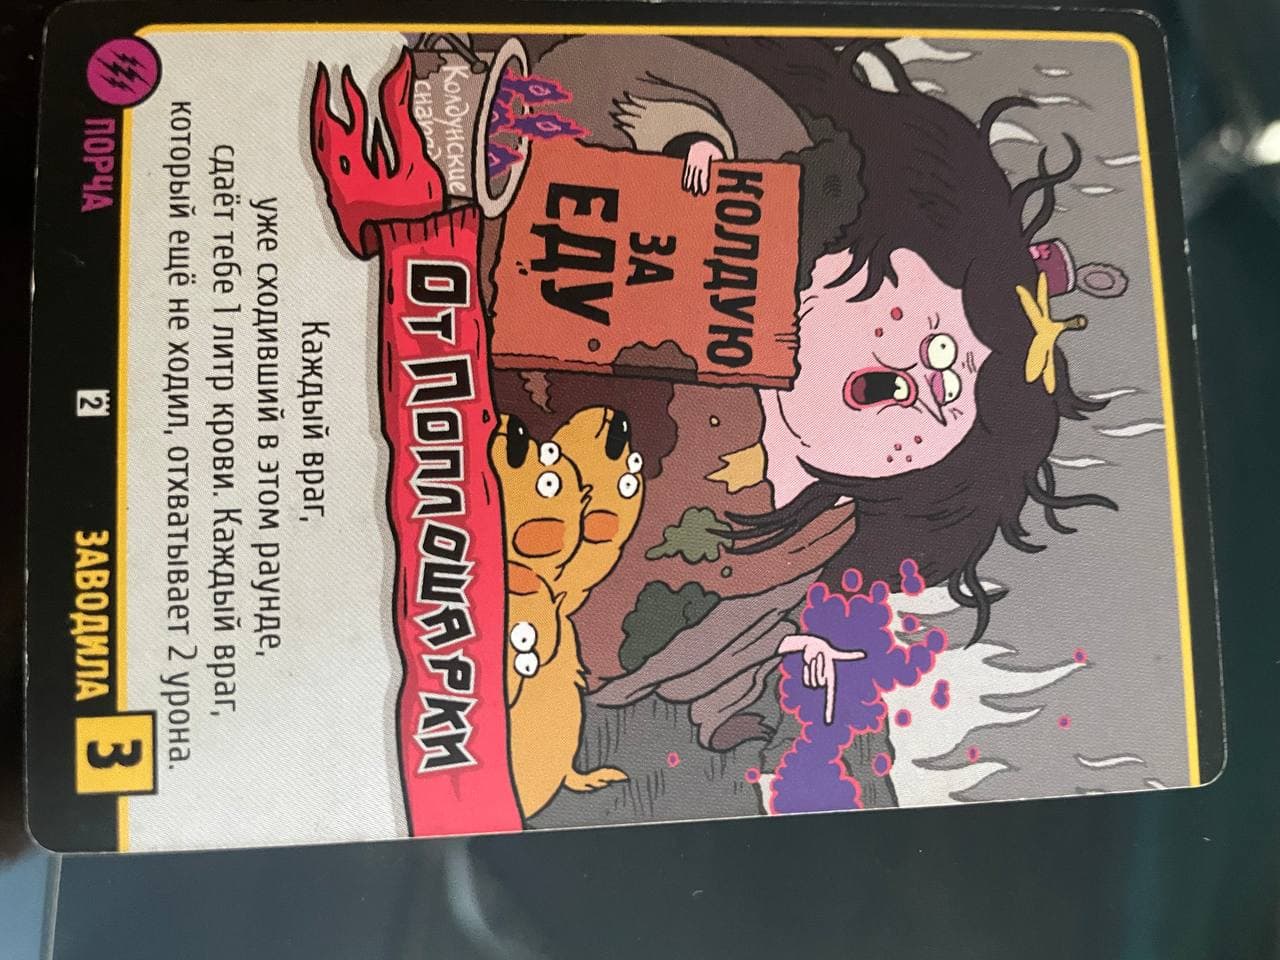 КОЛДУЮ
ЗА
ЕДУ
Колдунские
От Поплошарки
Каждый враг,
уже сходивший в этом раунде,
сдаёт тебе 1 литр крови. Каждый враг,
который ещё не ходил, отхватывает 2 урона.
ПОРЧА
2
ЗАВОДИЛА
3